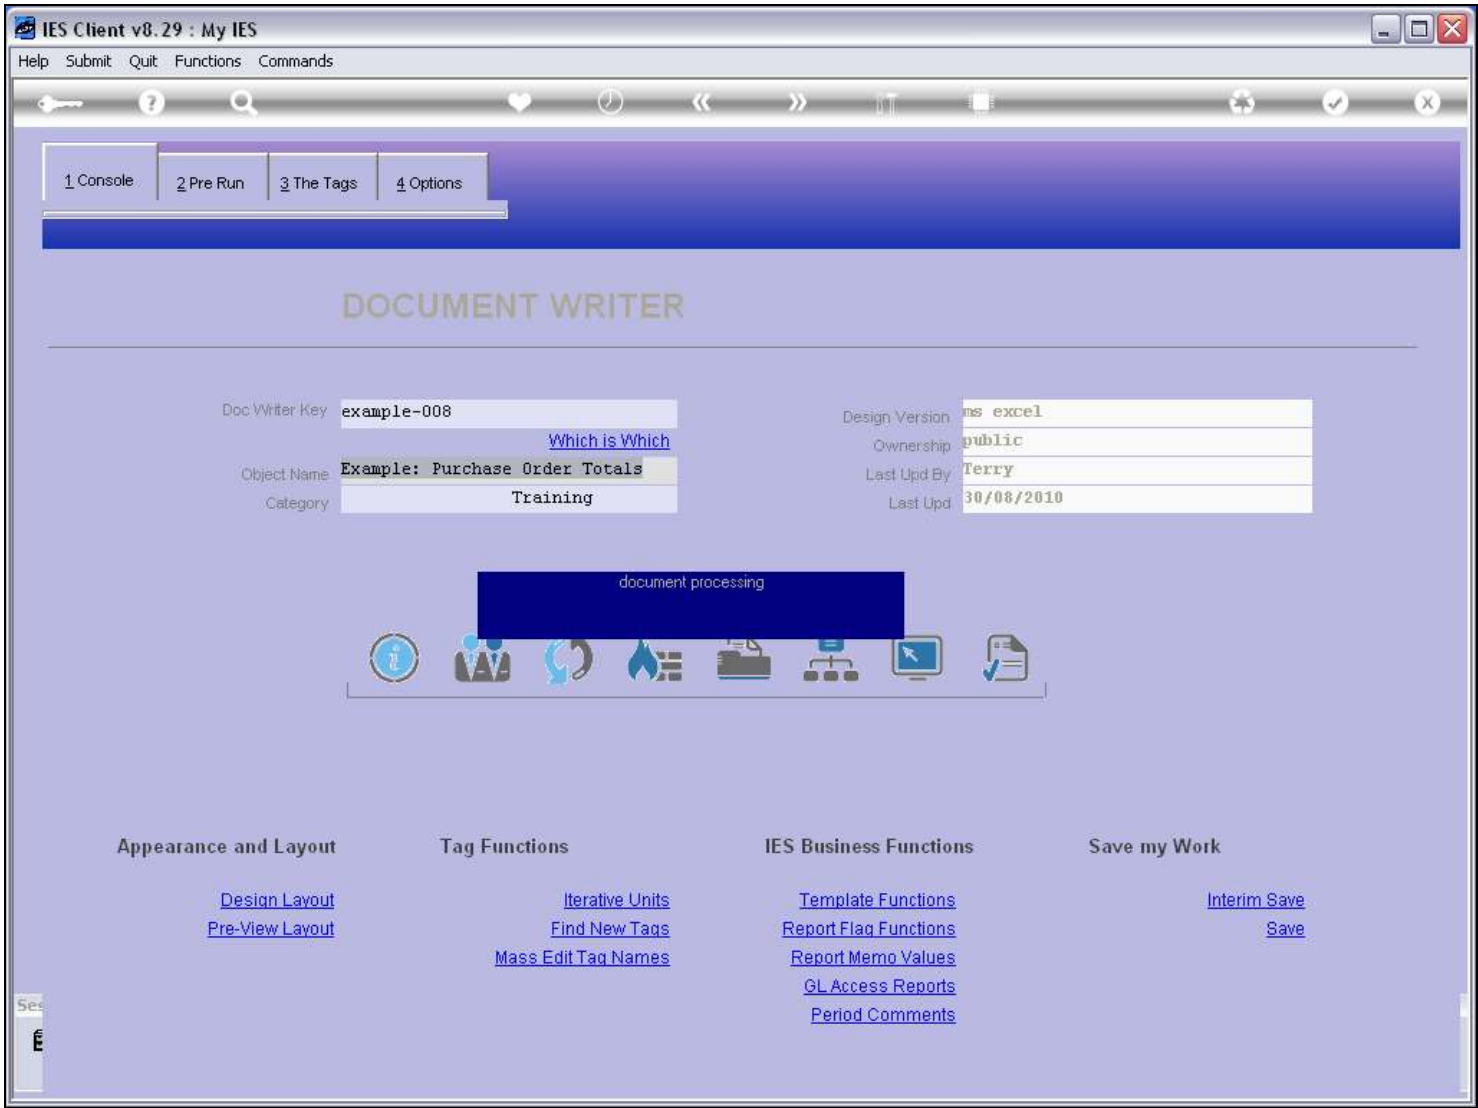 IES Client v8.29 : My IES
Help Submit Quit Functions Commands
1 Console 2 Pre Run 3 The Tags 4 Options
DOCUMENT WRITER
Doc Writer Key example-008
Which is Which
Object Name Example: Purchase Order Totals
Category Training
Design Version ms excel
Ownership public
Last Upd By Terry
Last Upd 30/08/2010
document processing
Appearance and Layout
Design Layout
Pre-View Layout
Tag Functions
Iterative Units
Find New Tags
Mass Edit Tag Names
IES Business Functions
Template Functions
Report Flag Functions
Report Memo Values
GL Access Reports
Period Comments
Save my Work
Interim Save
Save